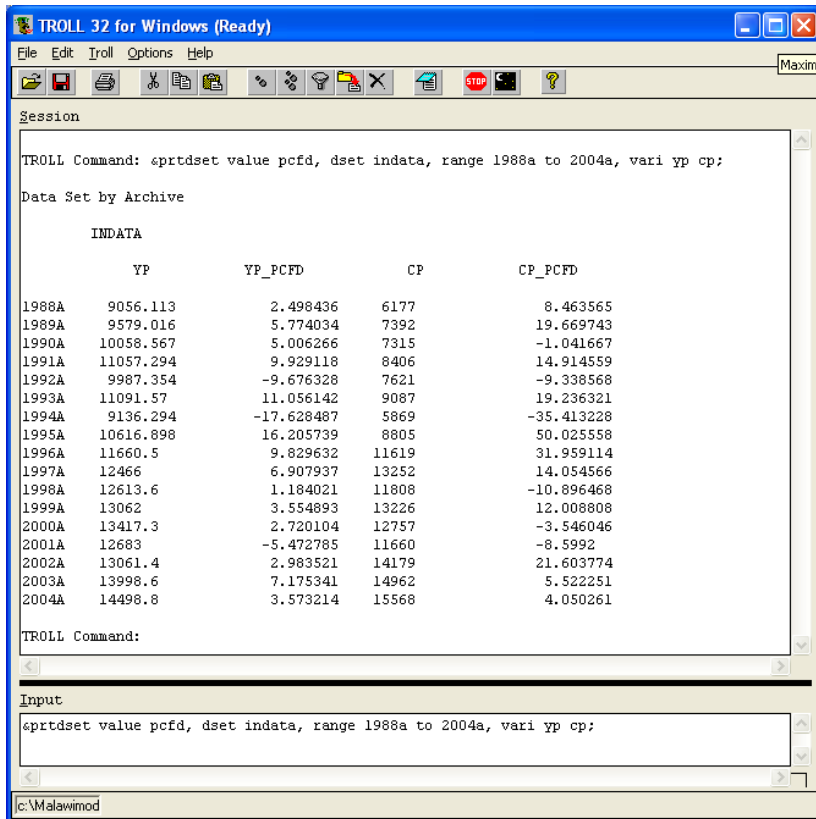 TROLL 32 for Windows (Ready)
File Edit Troll Options Help
Maxim
STOP
Session
TROLL Command: &prtdset value pcfd, dset indata, range 1988a to 2004a, vari yp cp;
Data Set by Archive
INDATA
YP YP_PCFD CP CP_PCFD
1988A 9056.113 2.498436 6177 8.463565
1989A 9579.016 5.774034 7392 19.669743
1990A 10058.567 5.006266 7315 -1.041667
1991A 11057.294 9.929118 8406 14.914559
1992A 9987.354 -9.676328 7621 -9.338568
1993A 11091.57 11.056142 9087 19.236321
1994A 9136.294 -17.628487 5869 -35.413228
1995A 10616.898 16.205739 8805 50.025558
1996A 11660.5 9.829632 11619 31.959114
1997A 12466 6.907937 13252 14.054566
1998A 12613.6 1.184021 11808 -10.896468
1999A 13062 3.554893 13226 12.008808
2000A 13417.3 2.720104 12757 -3.546046
2001A 12683 -5.472785 11660 -8.5992
2002A 13061.4 2.983521 14179 21.603774
2003A 13998.6 7.175341 14962 5.522251
2004A 14498.8 3.573214 15568 4.050261
TROLL Command:
Input
&prtdset value pcfd, dset indata, range 1988a to 2004a, vari yp cp;
c:\Malawimod